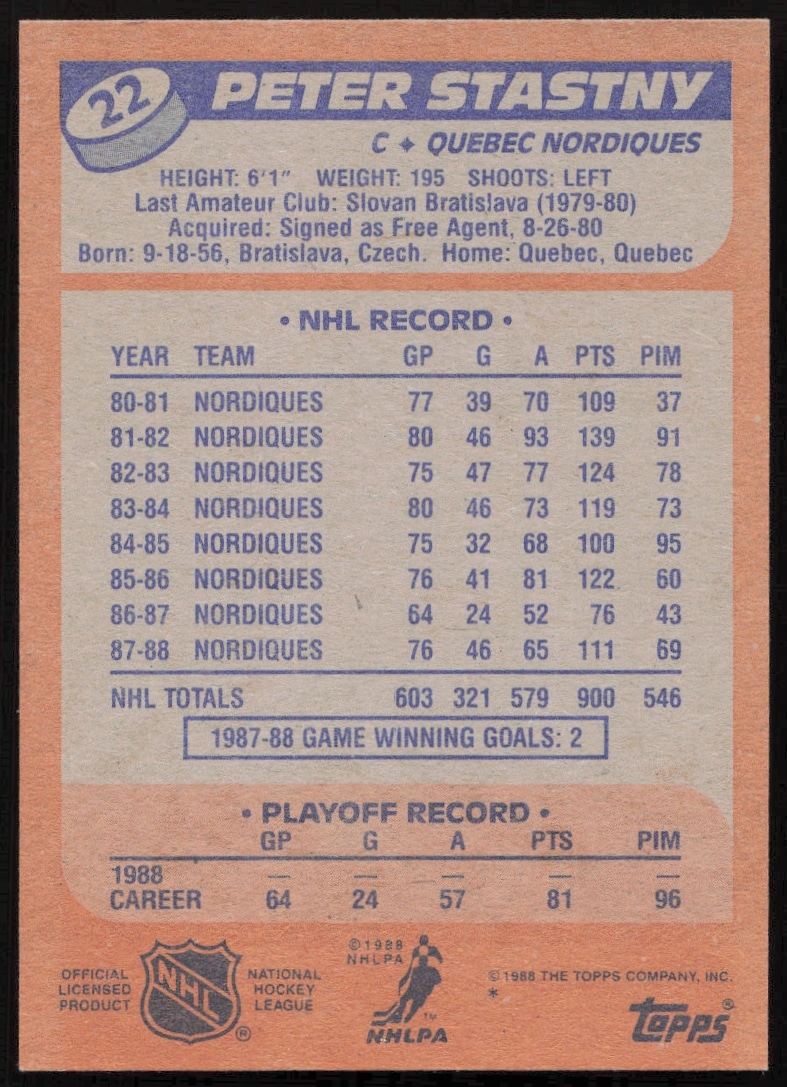 22
PETER STASTNY
C ✦ QUEBEC NORDIQUES
HEIGHT: 6'1" WEIGHT: 195 SHOOTS: LEFT
Last Amateur Club: Slovan Bratislava (1979-80)
Acquired: Signed as Free Agent, 8-26-80
Born: 9-18-56, Bratislava, Czech. Home: Quebec, Quebec
• NHL RECORD •
YEAR TEAM GP G A PTS PIM
80-81 NORDIQUES 77 39 70 109 37
81-82 NORDIQUES 80 46 93 139 91
82-83 NORDIQUES 75 47 77 124 78
83-84 NORDIQUES 80 46 73 119 73
84-85 NORDIQUES 75 32 68 100 95
85-86 NORDIQUES 76 41 81 122 60
86-87 NORDIQUES 64 24 52 76 43
87-88 NORDIQUES 76 46 65 111 69
NHL TOTALS 603 321 579 900 546
1987-88 GAME WINNING GOALS: 2
• PLAYOFF RECORD •
GP G A PTS PIM
1988 — — — — —
CAREER 64 24 57 81 96
OFFICIAL
LICENSED
PRODUCT
NHL
®
NATIONAL
HOCKEY
LEAGUE
©1988
NHLPA
™
NHLPA
©1988 THE TOPPS COMPANY, INC.
*
topps®